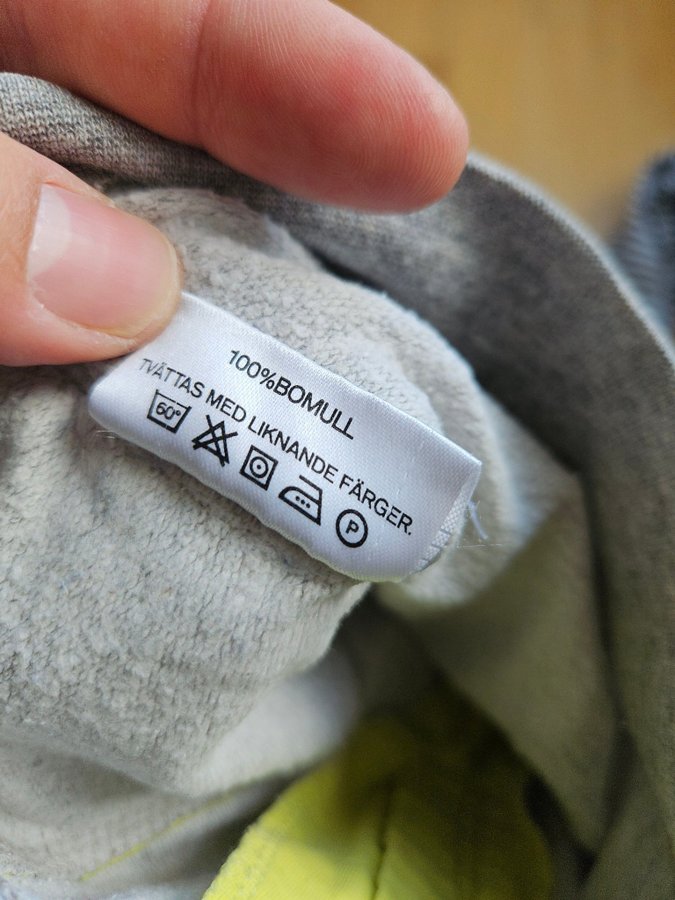 100%BOMULL
TVÄTTAS MED LIKNANDE FÄRGER.
60°
P